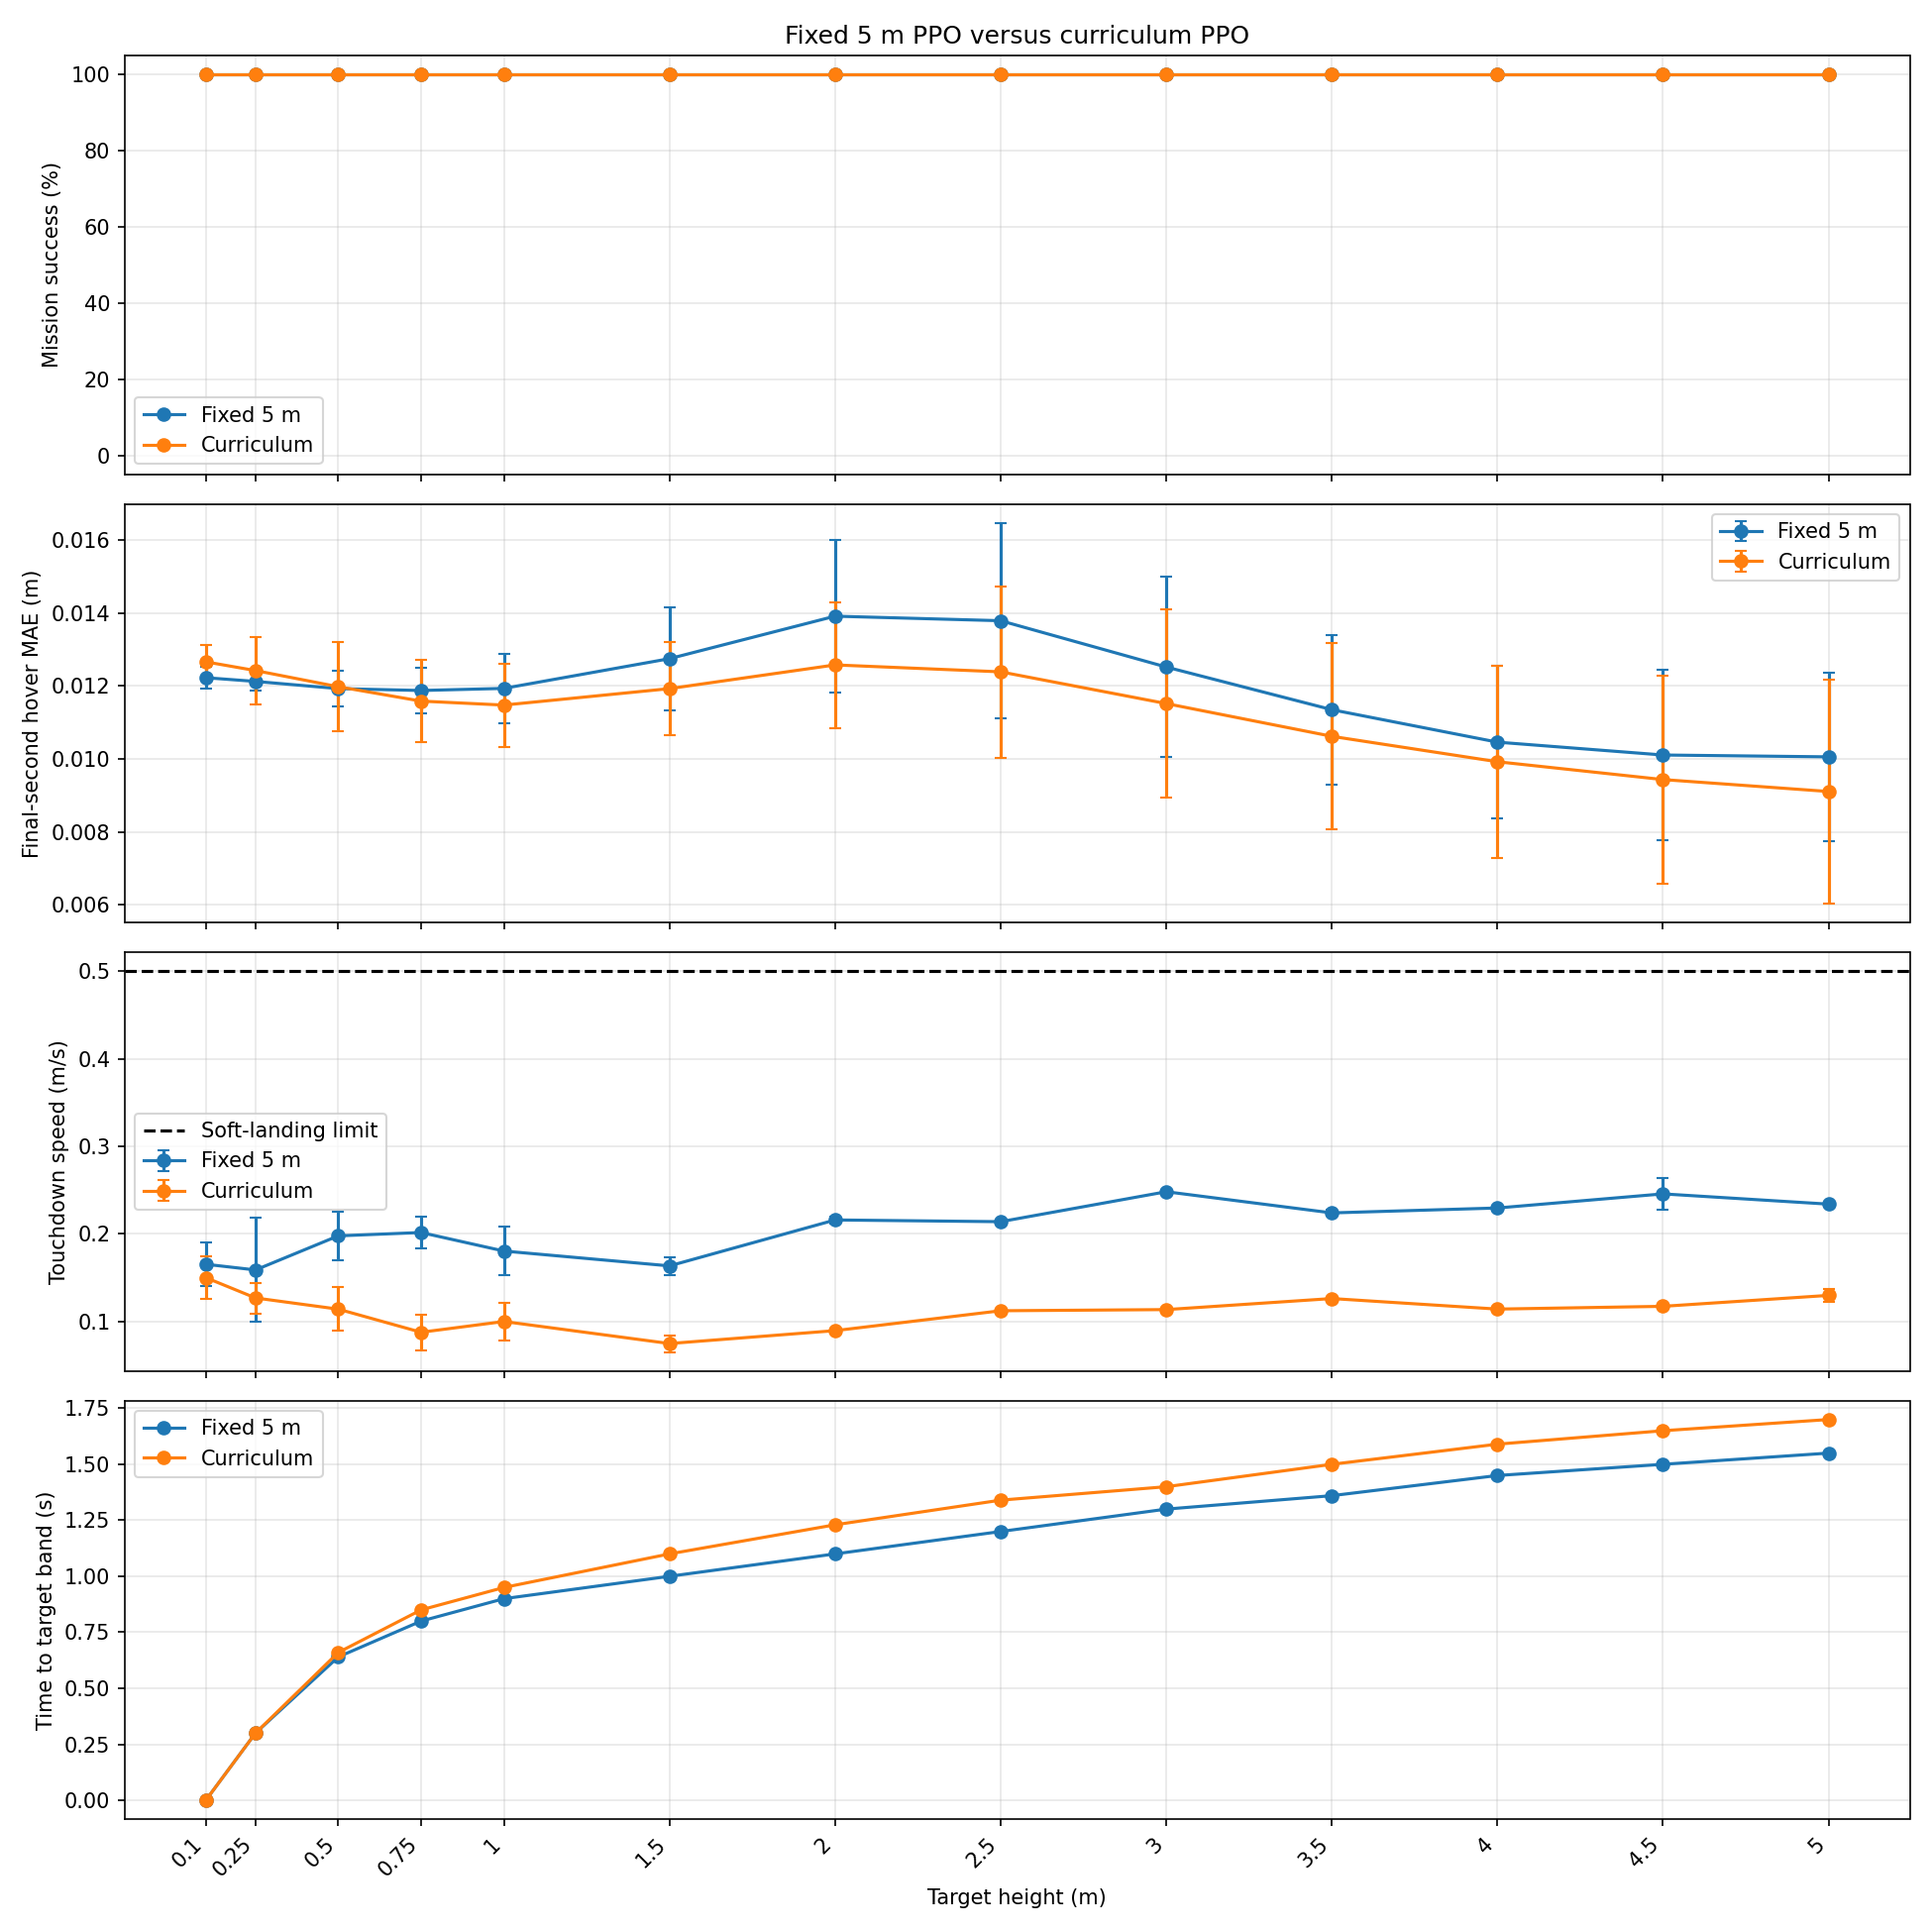 Fixed 5 m PPO versus curriculum PPO
Mission success (%)
100
80
60
40
20
0
Fixed 5 m
Curriculum
Final-second hover MAE (m)
0.016
0.014
0.012
0.010
0.008
0.006
Fixed 5 m
Curriculum
Touchdown speed (m/s)
0.5
0.4
0.3
0.2
0.1
Soft-landing limit
Fixed 5 m
Curriculum
Time to target band (s)
1.75
1.50
1.25
1.00
0.75
0.50
0.25
0.00
Fixed 5 m
Curriculum
0.1 0.25 0.5 0.75 1 1.5 2 2.5 3 3.5 4 4.5 5
Target height (m)